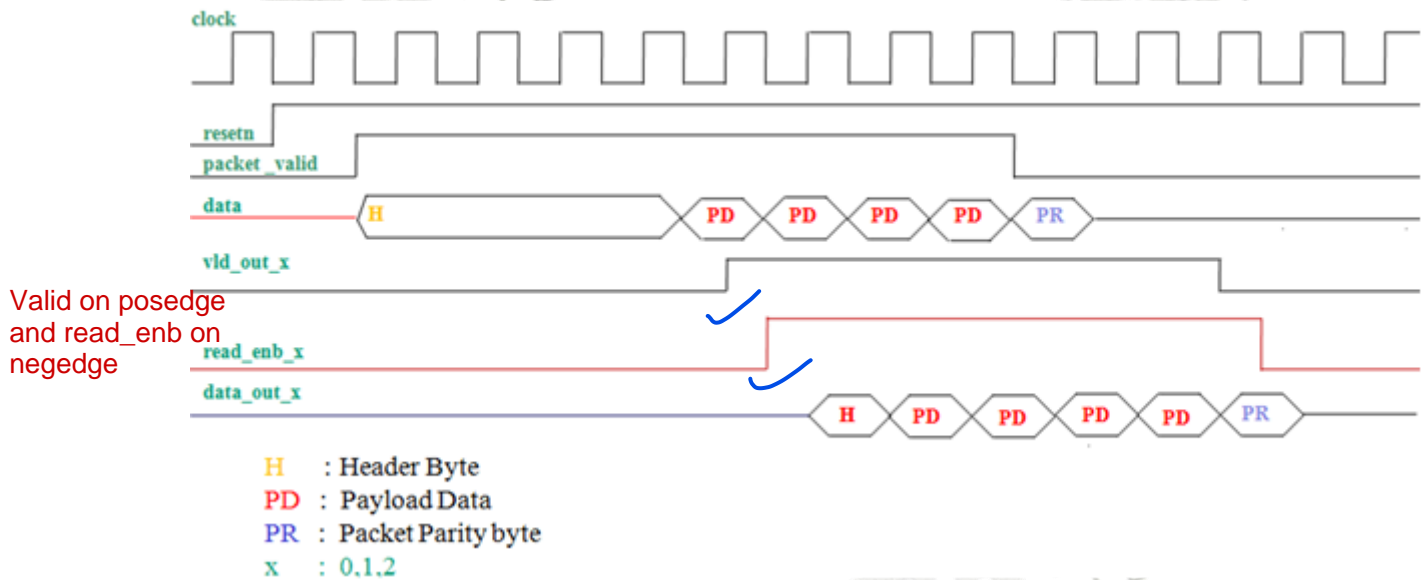 clock
resetn
packet_valid
data
H PD PD PD PD PR
vld_out_x
Valid on posedge
and read_enb on
negedge
read_enb_x
data_out_x
H PD PD PD PD PR
H : Header Byte
PD : Payload Data
PR : Packet Parity byte
x : 0,1,2